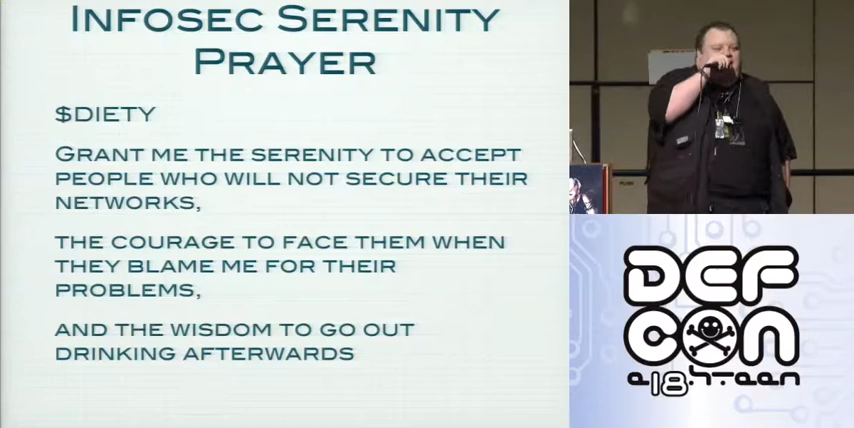 INFOSEC SERENITY
PRAYER
$DIETY
GRANT ME THE SERENITY TO ACCEPT
PEOPLE WHO WILL NOT SECURE THEIR
NETWORKS,
THE COURAGE TO FACE THEM WHEN
THEY BLAME ME FOR THEIR
PROBLEMS,
AND THE WISDOM TO GO OUT
DRINKING AFTERWARDS
DEF
CON
e18hteen